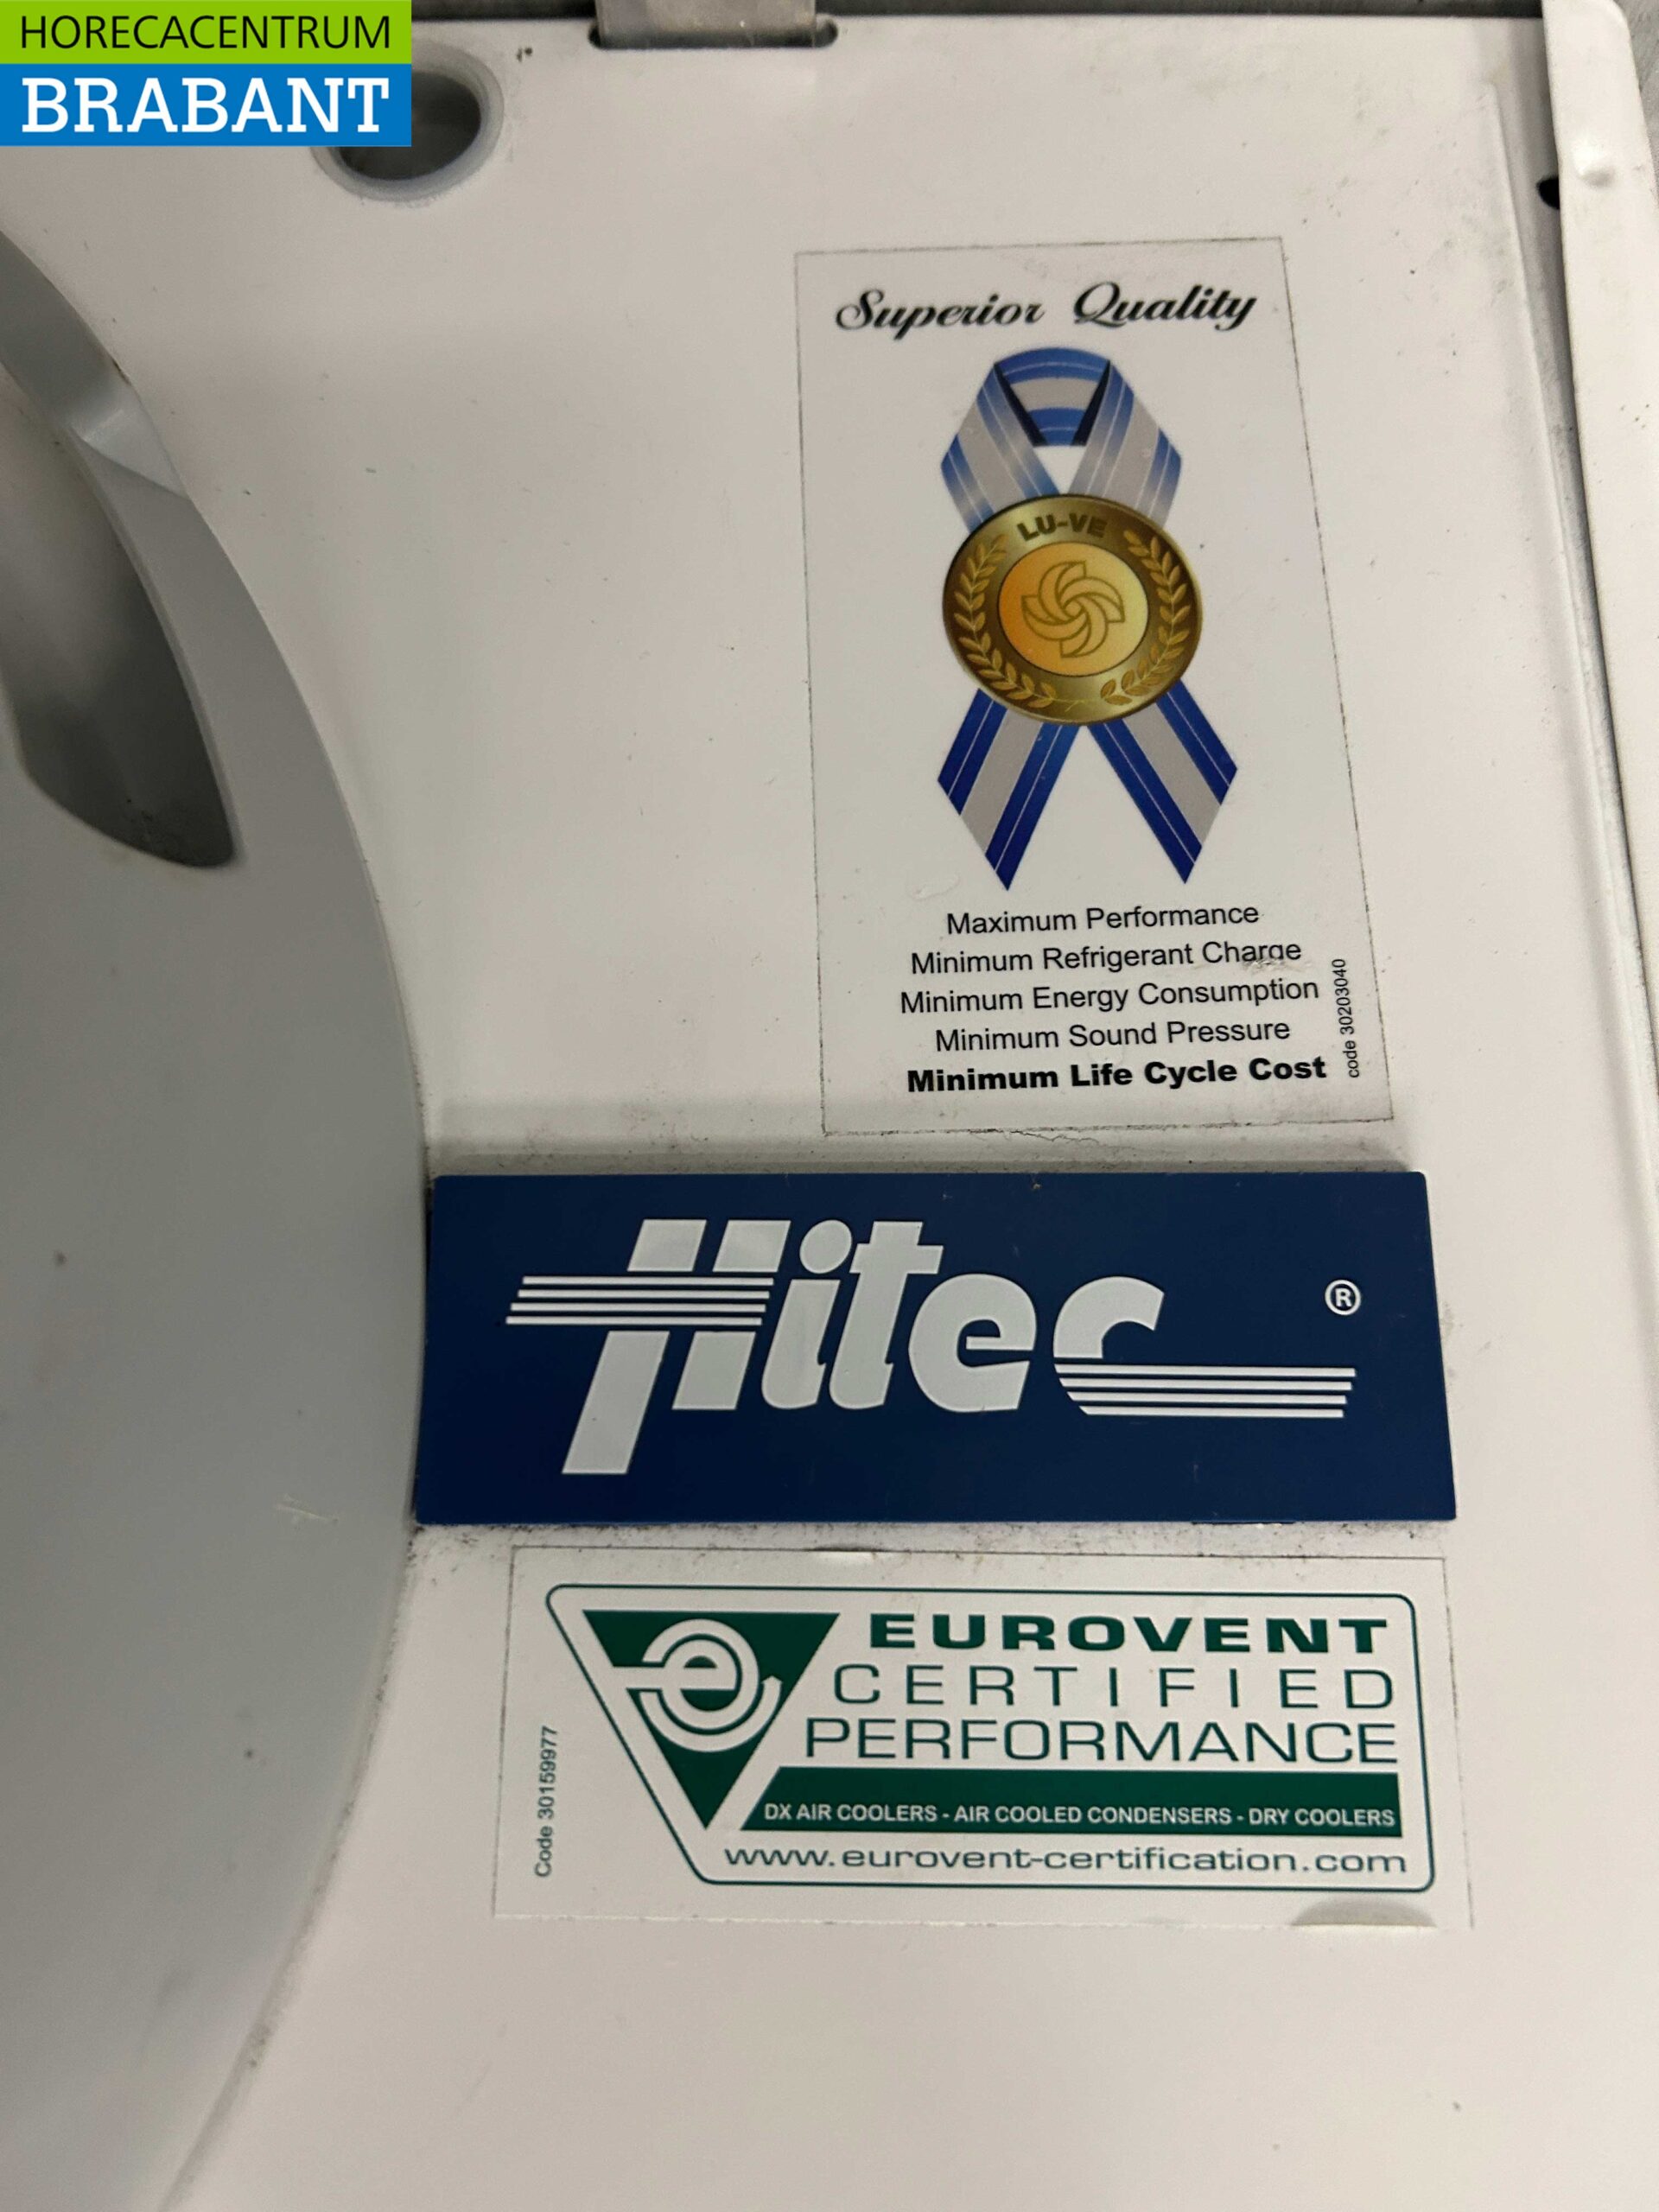 HORECACENTRUM
BRABANT
Superior Quality
LU-VE
Maximum Performance
Minimum Refrigerant Charge
Minimum Energy Consumption
Minimum Sound Pressure
Minimum Life Cycle Cost
code 30203040
Hitec ®
EUROVENT
CERTIFIED
PERFORMANCE
DX AIR COOLERS - AIR COOLED CONDENSERS - DRY COOLERS
www.eurovent-certification.com
Code 30159977